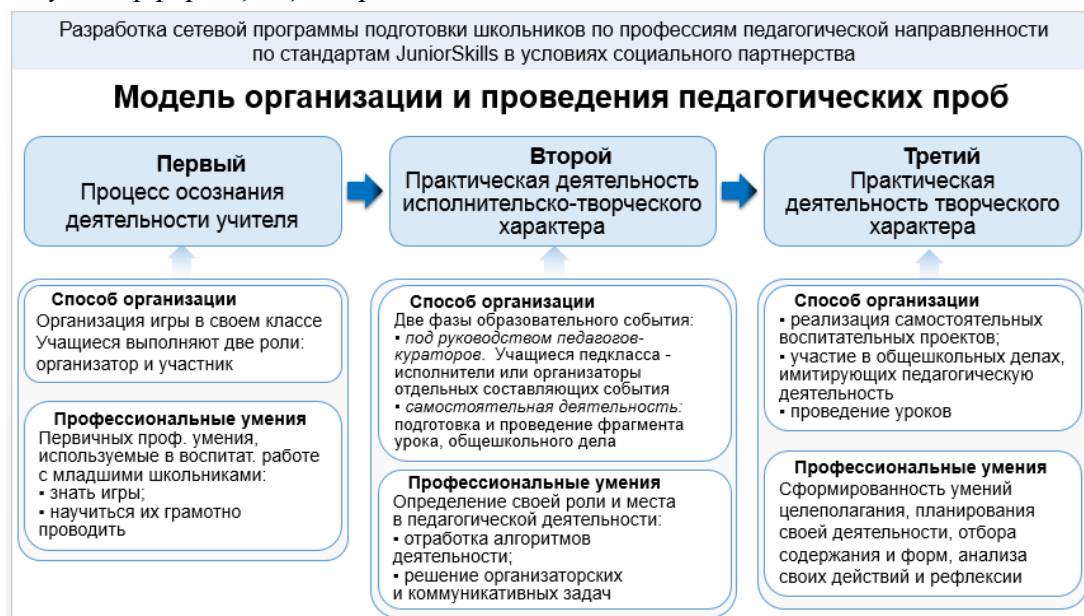 Разработка сетевой программы подготовки школьников по профессиям педагогической направленности
по стандартам JuniorSkills в условиях социального партнерства
Модель организации и проведения педагогических проб
Первый
Процесс осознания
деятельности учителя
Способ организации
Организация игры в своем классе
Учащиеся выполняют две роли:
организатор и участник
Профессиональные умения
Первичных проф. умения,
используемые в воспитат. работе
с младшими школьниками:
▪ знать игры;
▪ научиться их грамотно
проводить
Второй
Практическая деятельность
исполнительско-творческого
характера
Способ организации
Две фазы образовательного события:
▪ под руководством педагогов-
кураторов. Учащиеся педкласса -
исполнители или организаторы
отдельных составляющих события
▪ самостоятельная деятельность:
подготовка и проведение фрагмента
урока, общешкольного дела
Профессиональные умения
Определение своей роли и места
в педагогической деятельности:
▪ отработка алгоритмов
деятельности;
▪ решение организаторских
и коммуникативных задач
Третий
Практическая
деятельность творческого
характера
Способ организации
▪ реализация самостоятельных
воспитательных проектов;
▪ участие в общешкольных делах,
имитирующих педагогическую
деятельность
▪ проведение уроков
Профессиональные умения
Сформированность умений
целеполагания, планирования
своей деятельности, отбора
содержания и форм, анализа
своих действий и рефлексии